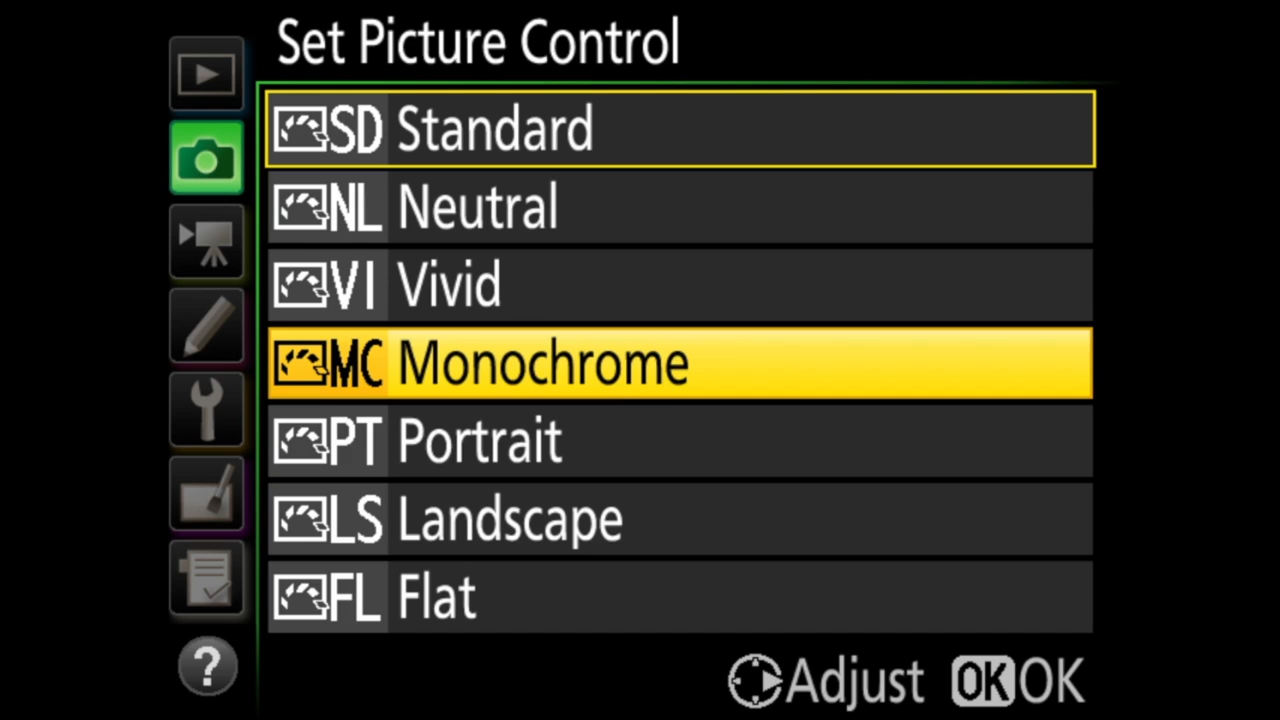 Set Picture Control
SD Standard
NL Neutral
VI Vivid
MC Monochrome
PT Portrait
LS Landscape
FL Flat
? Adjust OK OK